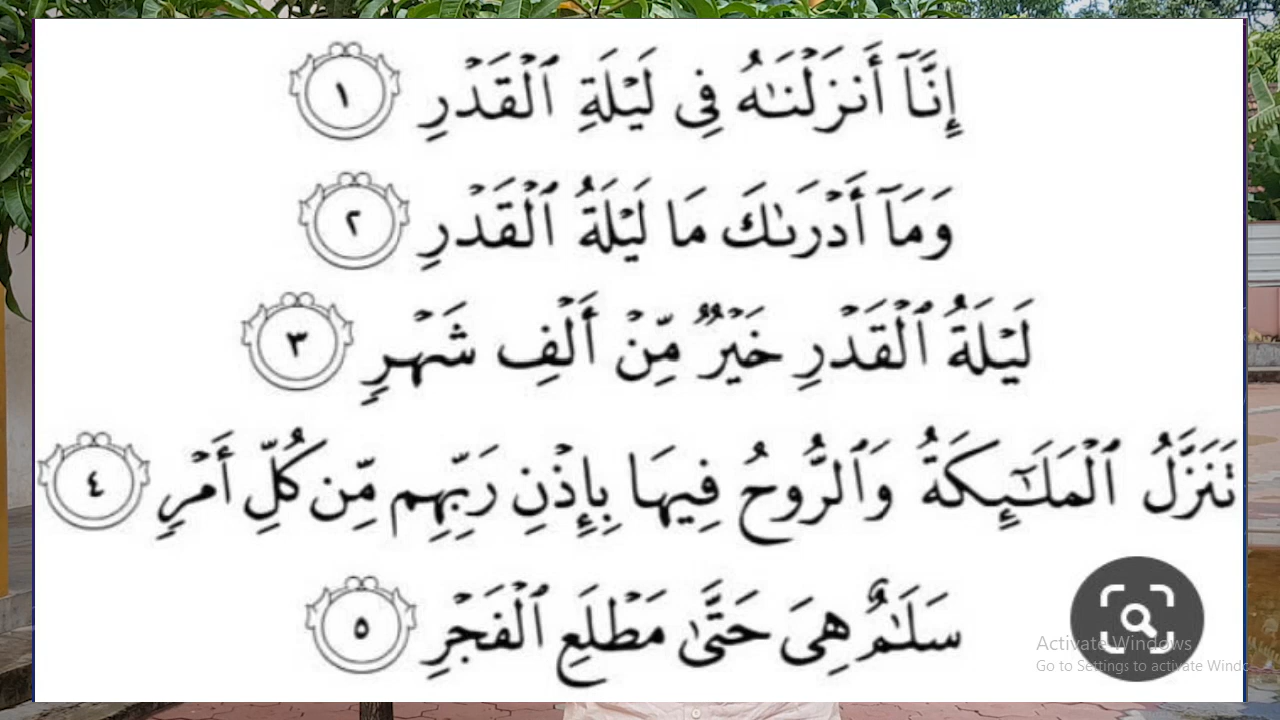 إِنَّآ أَنزَلْنَـٰهُ فِى لَيْلَةِ ٱلْقَدْرِ ١
وَمَآ أَدْرَىٰكَ مَا لَيْلَةُ ٱلْقَدْرِ ٢
لَيْلَةُ ٱلْقَدْرِ خَيْرٌ مِّنْ أَلْفِ شَهْرٍ ٣
تَنَزَّلُ ٱلْمَلَـٰٓئِكَةُ وَٱلرُّوحُ فِيهَا بِإِذْنِ رَبِّهِم مِّن كُلِّ أَمْرٍ ٤
سَلَـٰمٌ هِىَ حَتَّىٰ مَطْلَعِ ٱلْفَجْرِ ٥
Activate Windows
Go to Settings to activate Windo